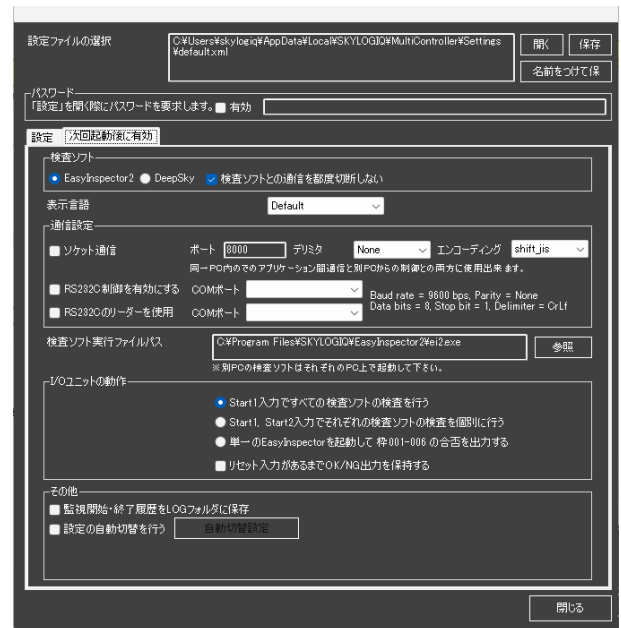 設定ファイルの選択
C:¥Users¥skylogiq¥AppData¥Local¥SKYLOGIQ¥MultiController¥Settings
¥default.xml
開く
保存
名前をつけて保
パスワード
「設定」を開く際にパスワードを要求します。
有効
設定
次回起動後に有効
検査ソフト
EasyInspector2
DeepSky
検査ソフトとの通信を都度切断しない
表示言語
Default
通信設定
ソケット通信
ポート
8000
デリミタ
None
エンコーディング
shift_jis
同一PC内でのアプリケーション間通信と別PCからの制御との両方に使用出来ます。
RS232C制御を有効にする
COMポート
RS232Cのリーダーを使用
COMポート
Baud rate = 9600 bps, Parity = None
Data bits = 8, Stop bit = 1, Delimiter = CrLf
検査ソフト実行ファイルパス
C:¥Program Files¥SKYLOGIQ¥EasyInspector2¥ei2.exe
参照
※別PCの検査ソフトはそれぞれのPC上で起動して下さい。
I/Oユニットの動作
Start1入力ですべての検査ソフトの検査を行う
Start1, Start2入力でそれぞれの検査ソフトの検査を個別に行う
単一のEasyInspectorを起動して 枠001-006 の合否を出力する
リセット入力があるまでOK/NG出力を保持する
その他
監視開始・終了履歴をLOGフォルダに保存
設定の自動切替を行う
自動切替設定
閉じる